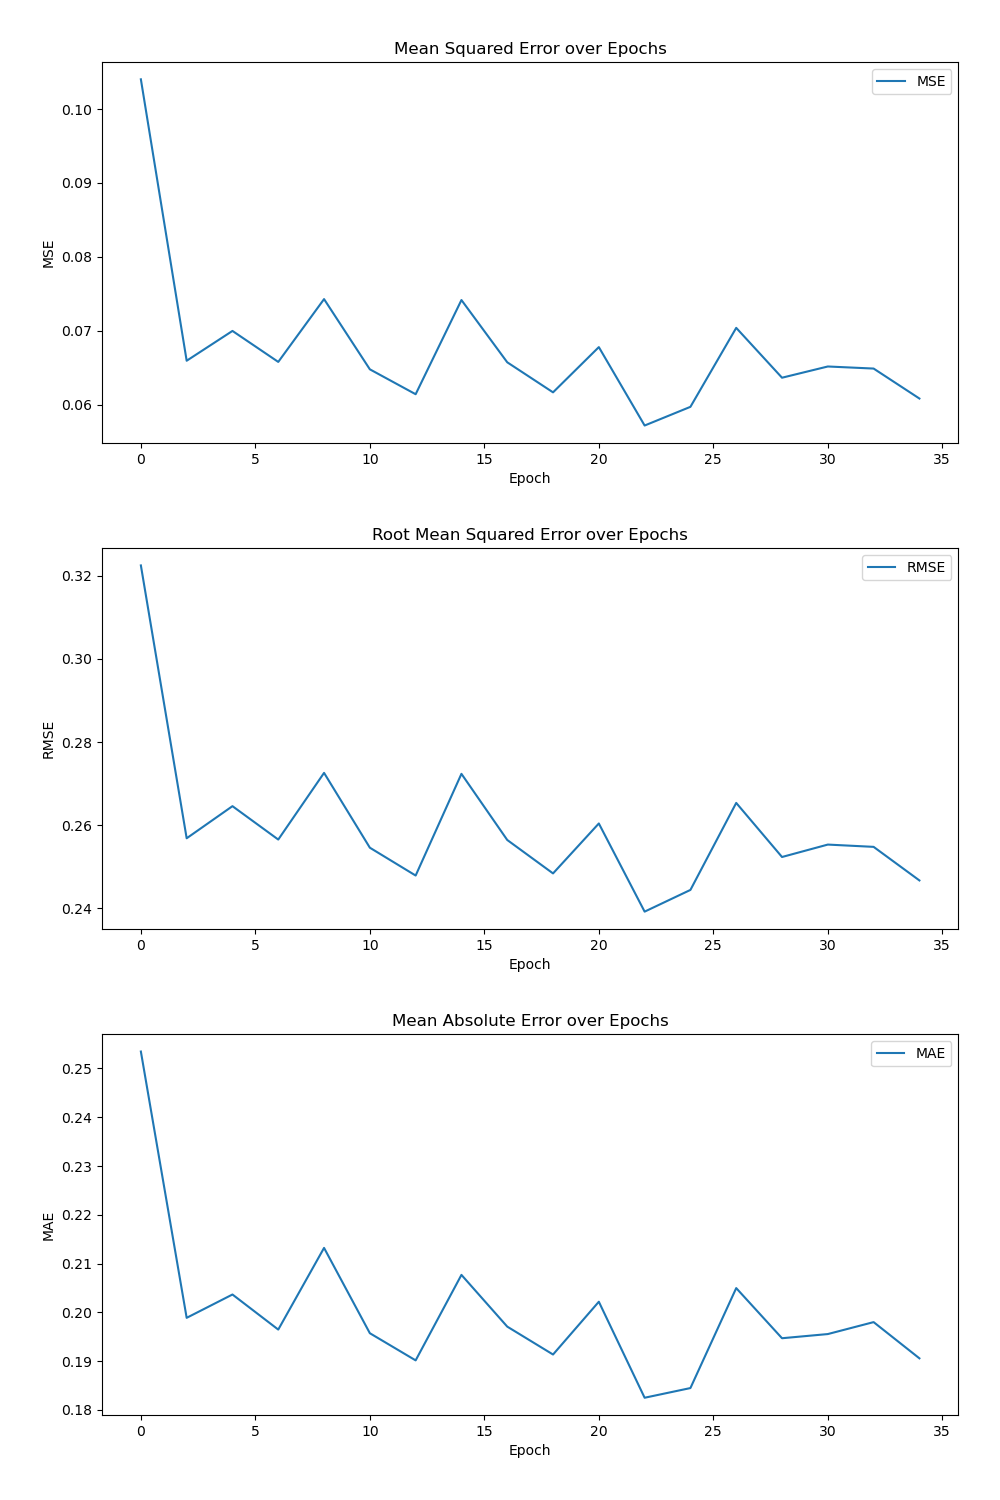 Mean Squared Error over Epochs
MSE
0.10
0.09
0.08
0.07
0.06
MSE
0 5 10 15 20 25 30 35
Epoch
Root Mean Squared Error over Epochs
RMSE
0.32
0.30
0.28
0.26
0.24
RMSE
0 5 10 15 20 25 30 35
Epoch
Mean Absolute Error over Epochs
MAE
0.25
0.24
0.23
0.22
0.21
0.20
0.19
0.18
MAE
0 5 10 15 20 25 30 35
Epoch